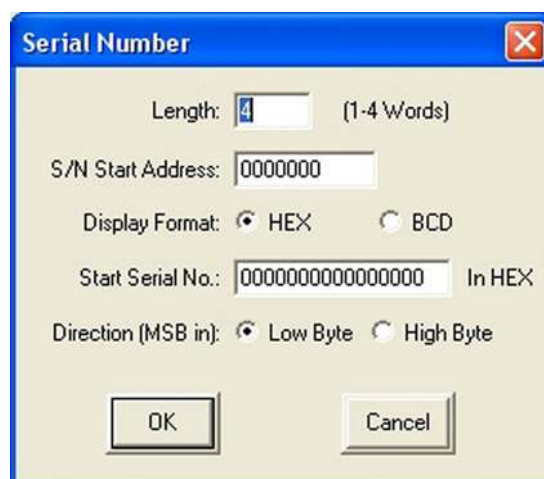 Serial Number
Length: 4 (1-4 Words)
S/N Start Address: 0000000
Display Format: HEX BCD
Start Serial No.: 0000000000000000 In HEX
Direction (MSB in): Low Byte High Byte
OK Cancel